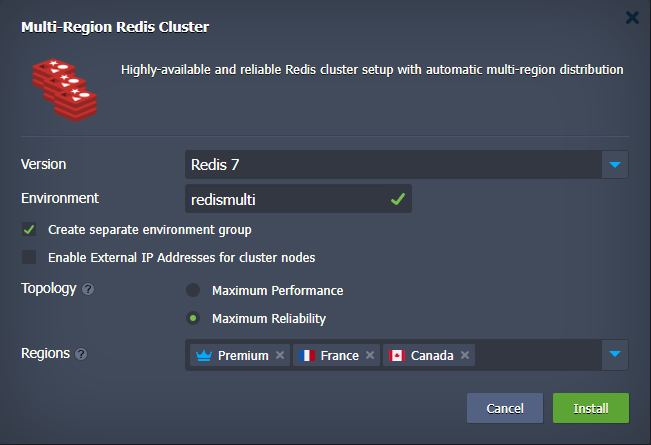 Multi-Region Redis Cluster
Highly-available and reliable Redis cluster setup with automatic multi-region distribution
Version Redis 7
Environment redismulti
Create separate environment group
Enable External IP Addresses for cluster nodes
Topology ? Maximum Performance
Maximum Reliability
Regions ? Premium France Canada
Cancel Install